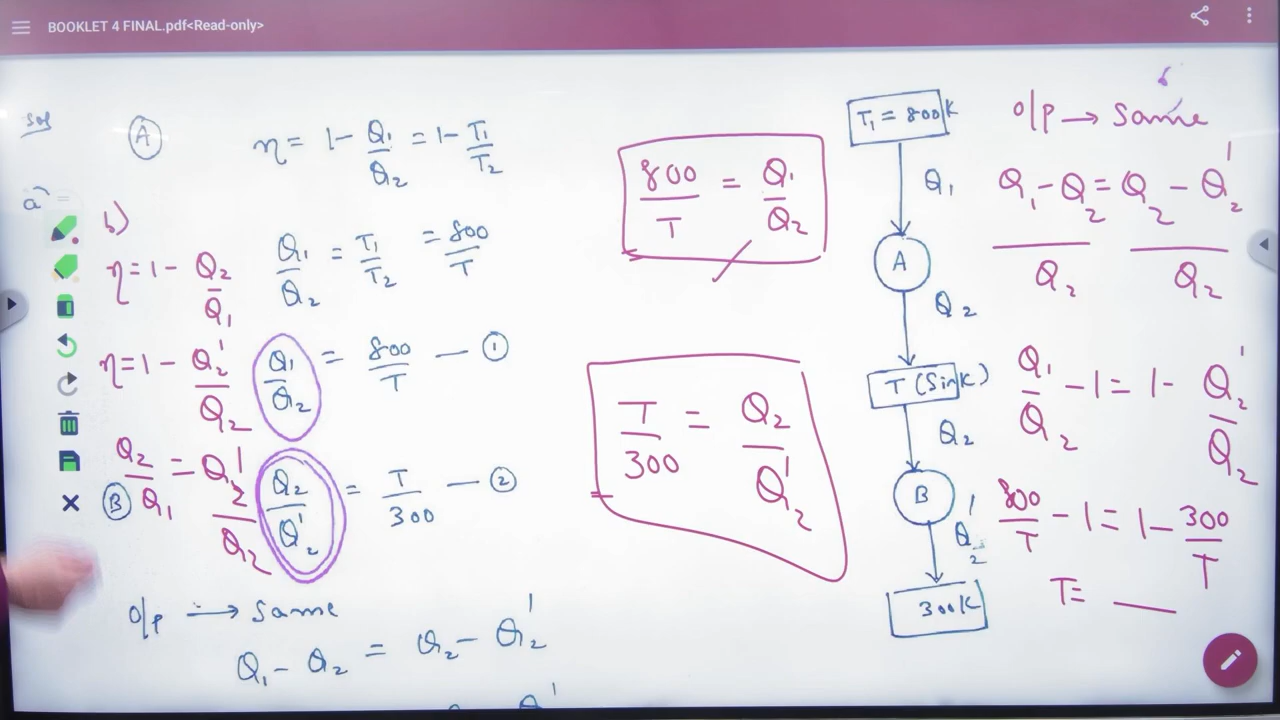 BOOKLET 4 FINAL.pdf<Read-only>
Sol
a)
(A)
η = 1 - Q₁/Q₂ = 1 - T₁/T₂
Q₁/Q₂ = T₁/T₂ = 800/T
Q₁/Q₂ = 800/T — ①
(B)
Q₂/Q₂' = T/300 — ②
o/p → Same
Q₁ - Q₂ = Q₂ - Q₂'
b)
η = 1 - Q₂/Q₁
η = 1 - Q₂'/Q₂
Q₂/Q₁ = Q₂'/Q₂
800/T = Q₁/Q₂
T/300 = Q₂/Q₂'
T₁ = 800K
Q₁
A
Q₂
T (Sink)
Q₂
B
Q₂'
300K
o/p → Same
Q₁ - Q₂ = Q₂ - Q₂'
Q₂ Q₂
Q₁/Q₂ - 1 = 1 - Q₂'/Q₂
800/T - 1 = 1 - 300/T
T = __